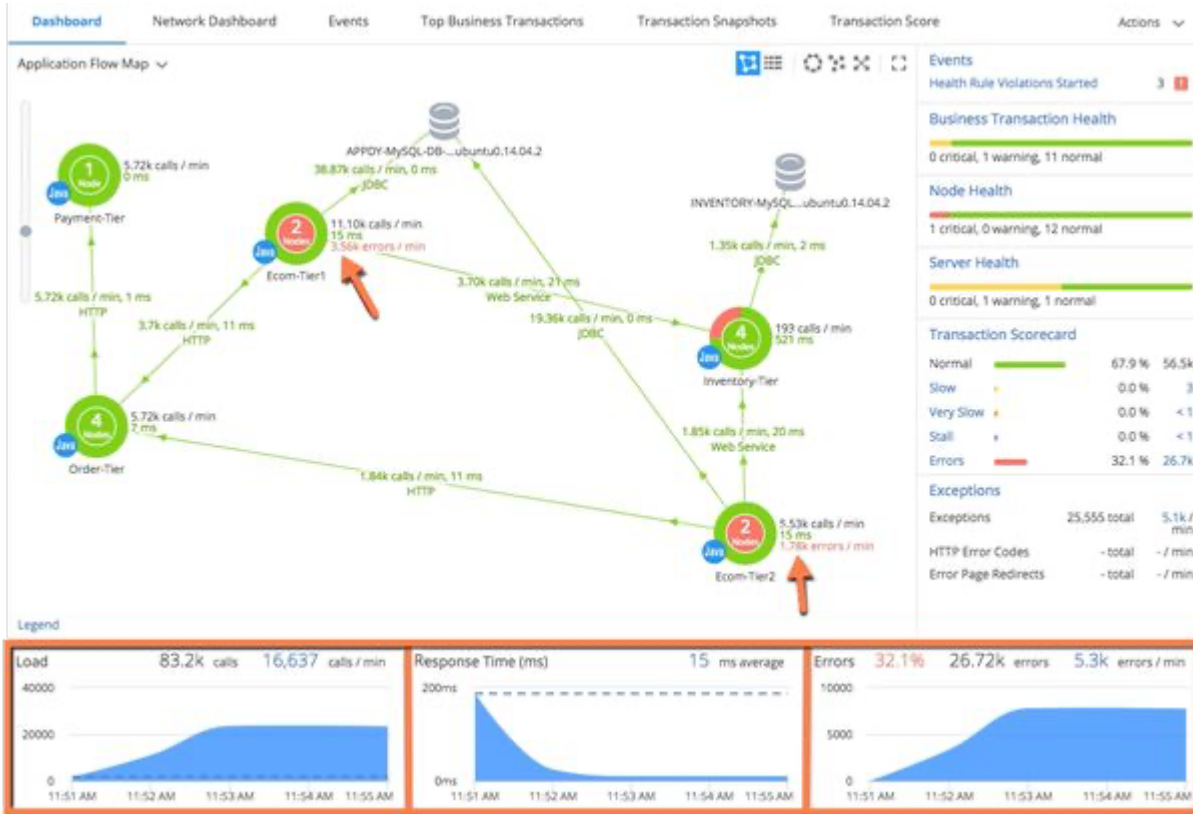 Dashboard Network Dashboard Events Top Business Transactions Transaction Snapshots Transaction Score Actions
Application Flow Map
APPDY-MySQL-DB-...ubuntu0.14.04.2
38.87k calls / min, 0 ms
JDBC
1
Node
Java
5.72k calls / min
0 ms
Payment-Tier
INVENTORY-MySQL...ubuntu0.14.04.2
2
Nodes
Java
11.10k calls / min
15 ms
3.56k errors / min
Ecom-Tier1
1.35k calls / min, 2 ms
JDBC
3.70k calls / min, 21 ms
Web Service
5.72k calls / min, 1 ms
HTTP
19.36k calls / min, 0 ms
JDBC
3.7k calls / min, 11 ms
HTTP
4
Nodes
Java
193 calls / min
521 ms
Inventory-Tier
4
Nodes
Java
5.72k calls / min
7 ms
Order-Tier
1.85k calls / min, 20 ms
Web Service
1.84k calls / min, 11 ms
HTTP
2
Nodes
Java
5.53k calls / min
15 ms
1.78k errors / min
Ecom-Tier2
Legend
Events
Health Rule Violations Started 3 !
Business Transaction Health
0 critical, 1 warning, 11 normal
Node Health
1 critical, 0 warning, 12 normal
Server Health
0 critical, 1 warning, 1 normal
Transaction Scorecard
Normal 67.9 % 56.5k
Slow 0.0 % 3
Very Slow 0.0 % < 1
Stall 0.0 % < 1
Errors 32.1 % 26.7k
Exceptions
Exceptions 25,555 total 5.1k / min
HTTP Error Codes - total - / min
Error Page Redirects - total - / min
Load 83.2k calls 16,637 calls / min
40000
20000
0
11:51 AM 11:52 AM 11:53 AM 11:54 AM 11:55 AM
Response Time (ms) 15 ms average
200ms
0ms
11:51 AM 11:52 AM 11:53 AM 11:54 AM 11:55 AM
Errors 32.1% 26.72k errors 5.3k errors / min
10000
5000
0
11:51 AM 11:52 AM 11:53 AM 11:54 AM 11:55 AM